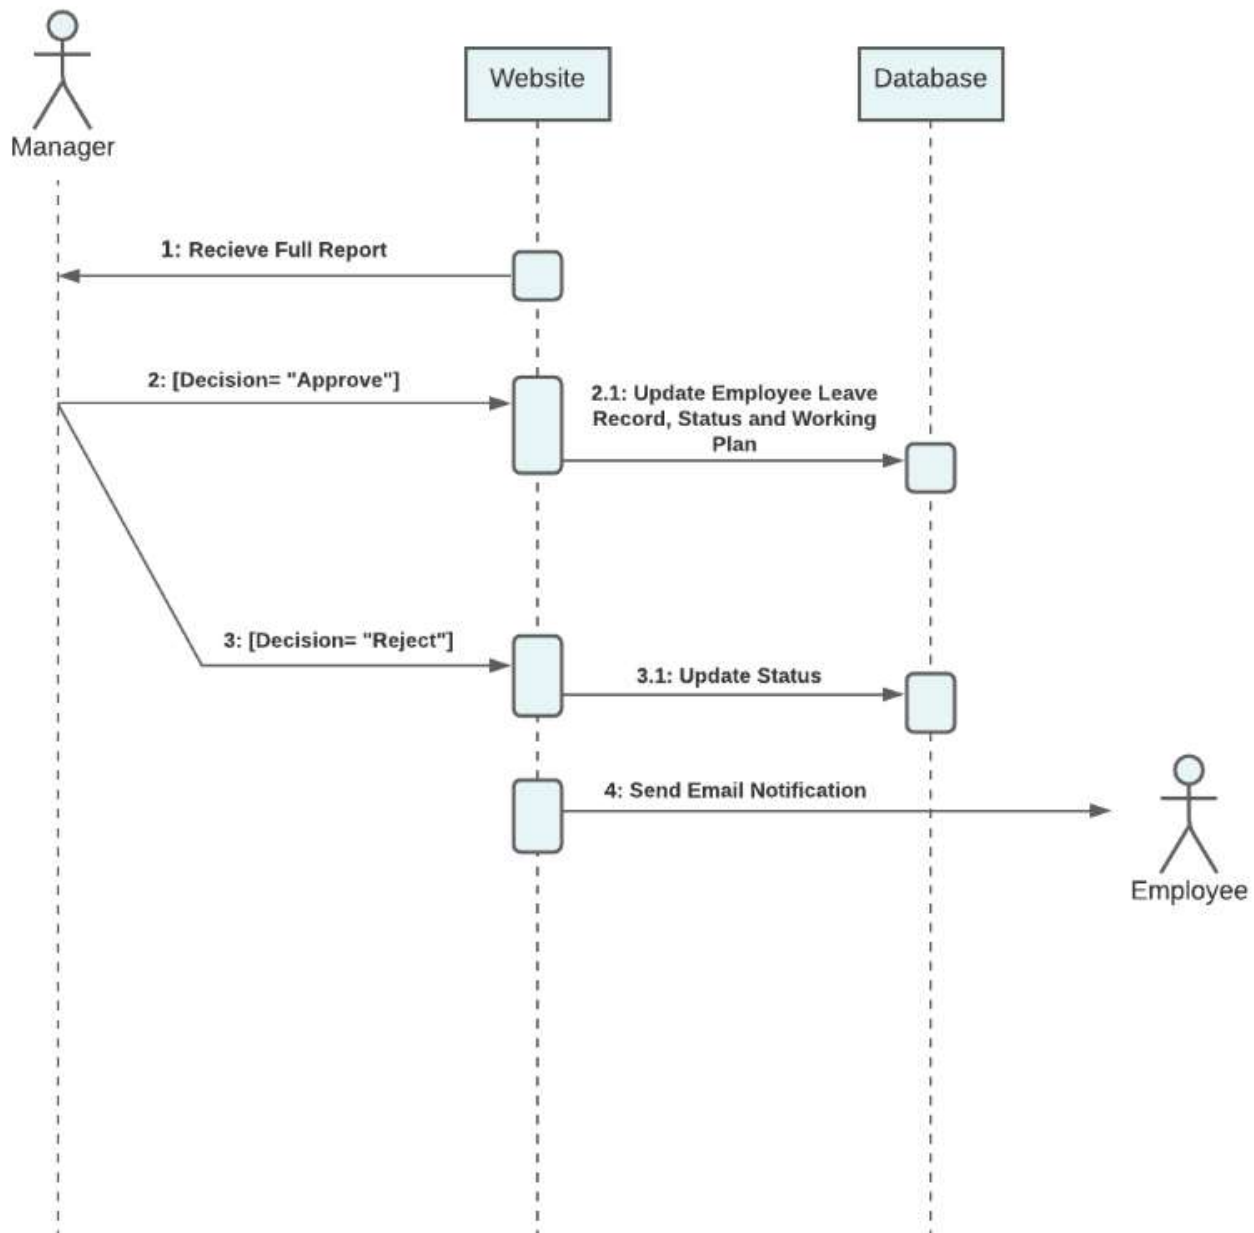 Manager
Website
Database
1: Recieve Full Report
2: [Decision= "Approve"]
2.1: Update Employee Leave
Record, Status and Working
Plan
3: [Decision= "Reject"]
3.1: Update Status
4: Send Email Notification
Employee